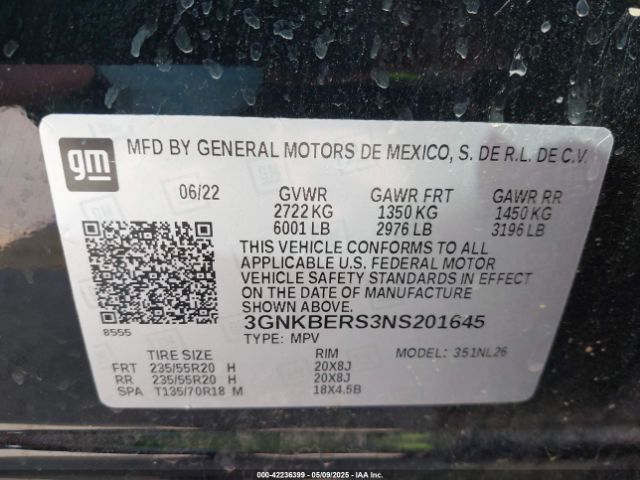 gm
MFD BY GENERAL MOTORS DE MEXICO, S. DE R.L. DE C.V.
06/22 GVWR GAWR FRT GAWR RR
2722 KG 1350 KG 1450 KG
6001 LB 2976 LB 3196 LB
THIS VEHICLE CONFORMS TO ALL
APPLICABLE U.S. FEDERAL MOTOR
VEHICLE SAFETY STANDARDS IN EFFECT
ON THE DATE OF MANUFACTURE
SHOWN ABOVE.
8555 3GNKBERS3NS201645
TYPE: MPV MODEL: 351NL26
TIRE SIZE RIM
FRT 235/55R20 H 20X8J
RR 235/55R20 H 20X8J
SPA T135/70R18 M 18X4.5B
000-42236399 - 05/09/2025 - IAA Inc.